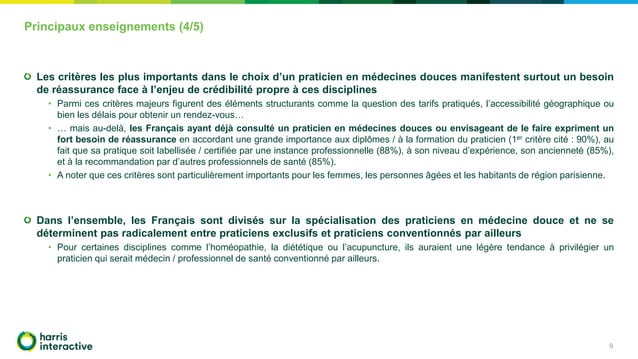 Principaux enseignements (4/5)
Les critères les plus importants dans le choix d’un praticien en médecines douces manifestent surtout un besoin
de réassurance face à l’enjeu de crédibilité propre à ces disciplines
• Parmi ces critères majeurs figurent des éléments structurants comme la question des tarifs pratiqués, l’accessibilité géographique ou
bien les délais pour obtenir un rendez-vous…
• … mais au-delà, les Français ayant déjà consulté un praticien en médecines douces ou envisageant de le faire expriment un
fort besoin de réassurance en accordant une grande importance aux diplômes / à la formation du praticien (1er critère cité : 90%), au
fait que sa pratique soit labellisée / certifiée par une instance professionnelle (88%), à son niveau d’expérience, son ancienneté (85%),
et à la recommandation par d’autres professionnels de santé (85%).
• A noter que ces critères sont particulièrement importants pour les femmes, les personnes âgées et les habitants de région parisienne.
Dans l’ensemble, les Français sont divisés sur la spécialisation des praticiens en médecine douce et ne se
déterminent pas radicalement entre praticiens exclusifs et praticiens conventionnés par ailleurs
• Pour certaines disciplines comme l’homéopathie, la diététique ou l’acupuncture, ils auraient une légère tendance à privilégier un
praticien qui serait médecin / professionnel de santé conventionné par ailleurs.
harris
interactive
9